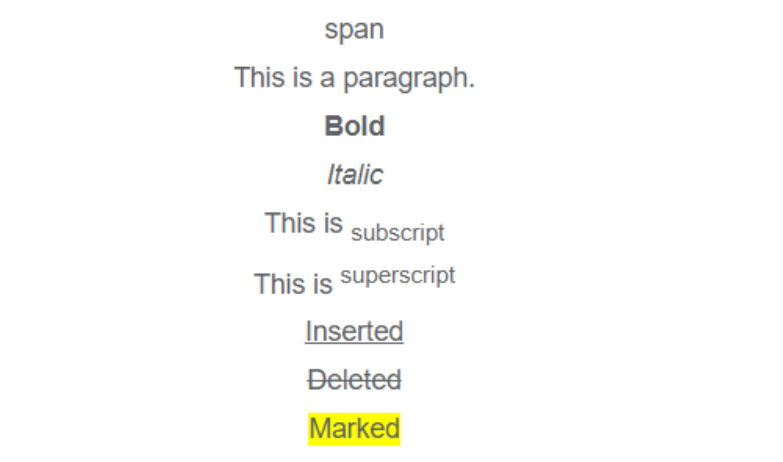 span
This is a paragraph.
Bold
Italic
This is subscript
This is superscript
Inserted
Deleted
Marked